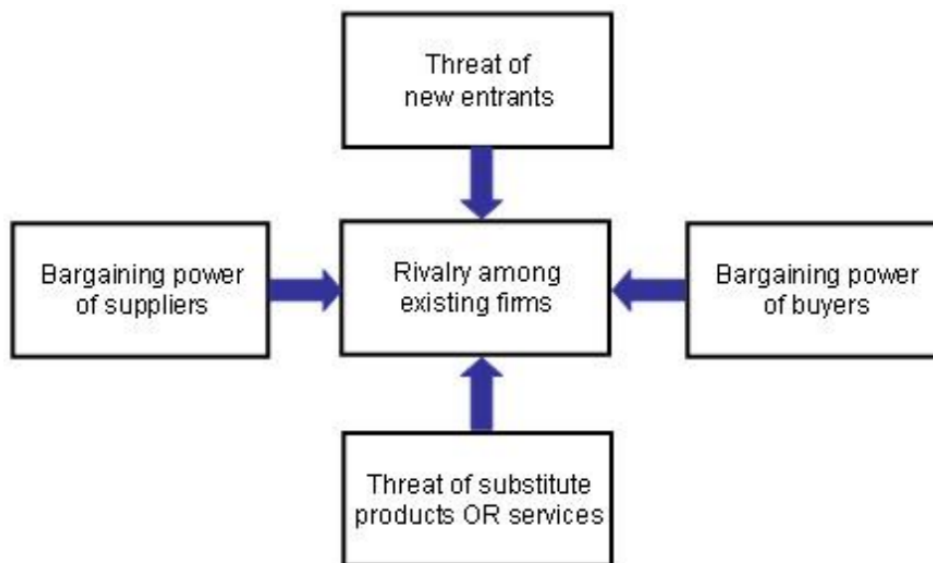 Threat of
new entrants
Bargaining power
of suppliers
Rivalry among
existing firms
Bargaining power
of buyers
Threat of substitute
products OR services